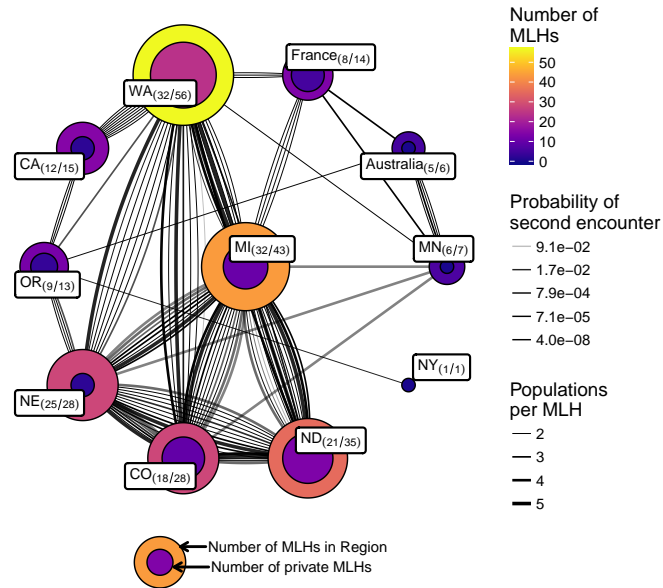 Number of
MLHs
50
40
30
20
10
0
France(8/14)
WA(32/56)
CA(12/15)
Australia(5/6)
Probability of
second encounter
9.1e−02
1.7e−02
7.9e−04
7.1e−05
4.0e−08
MI(32/43)
MN(6/7)
OR(9/13)
NY(1/1)
NE(25/28)
Populations
per MLH
2
3
4
5
ND(21/35)
CO(18/28)
Number of MLHs in Region
Number of private MLHs